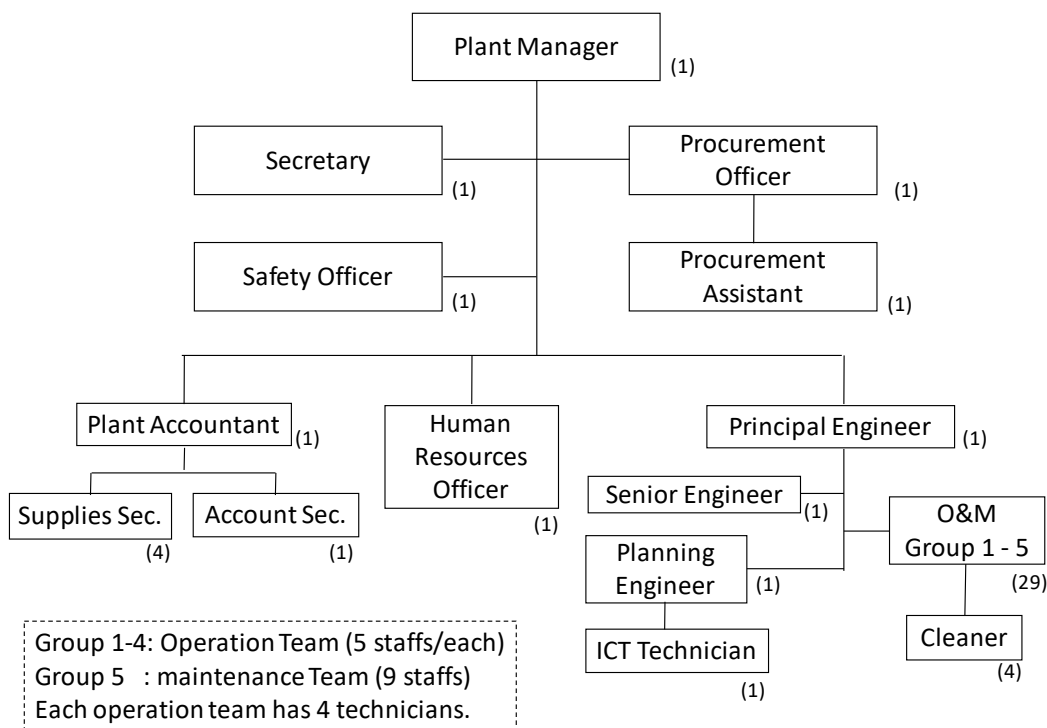 Plant Manager
(1)
Secretary
(1)
Procurement
Officer
(1)
Safety Officer
(1)
Procurement
Assistant
(1)
Plant Accountant
(1)
Human
Resources
Officer
(1)
Principal Engineer
(1)
Supplies Sec.
(4)
Account Sec.
(1)
Senior Engineer
(1)
O&M
Group 1 - 5
(29)
Planning
Engineer
(1)
ICT Technician
(1)
Cleaner
(4)
Group 1-4: Operation Team (5 staffs/each)
Group 5 : maintenance Team (9 staffs)
Each operation team has 4 technicians.